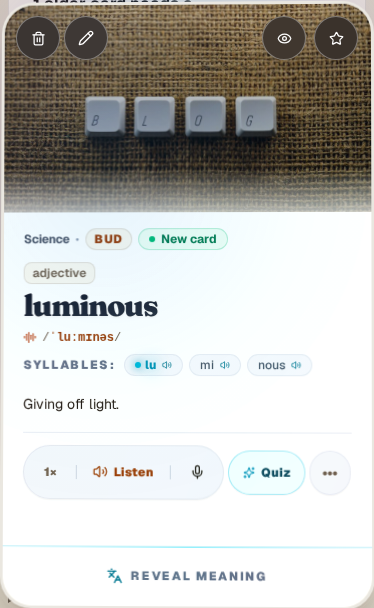 B L O G
Science • BUD • New card
adjective
luminous
/ˈluːmɪnəs/
SYLLABLES: lu mi nous
Giving off light.
1× Listen Quiz •••
REVEAL MEANING